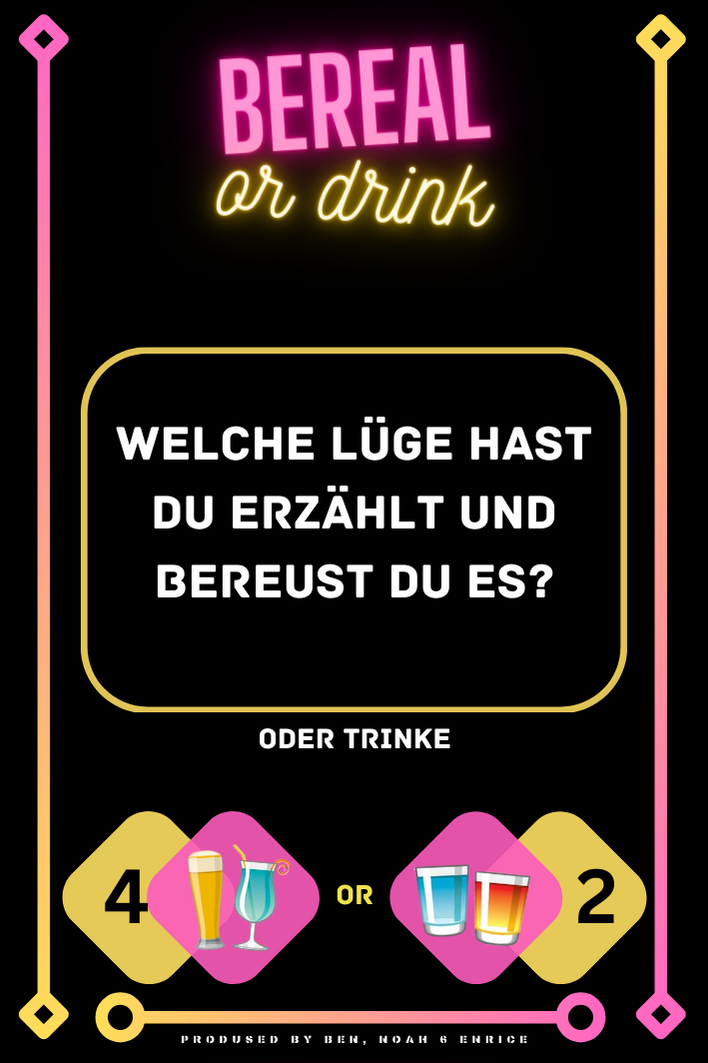 BEREAL
or drink
WELCHE LÜGE HAST
DU ERZÄHLT UND
BEREUST DU ES?
ODER TRINKE
4 OR 2
PRODUSED BY BEN, NOAH & ENRICE